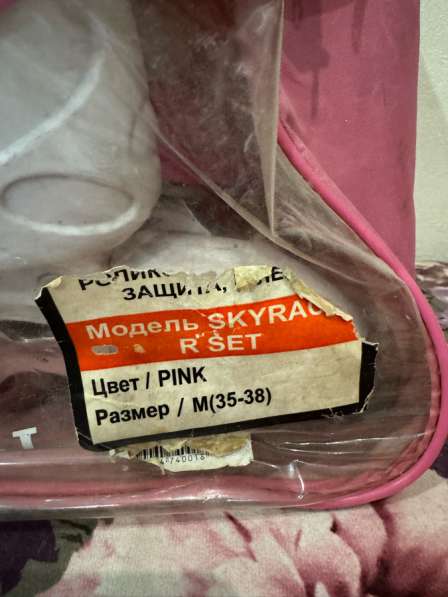 ЗАЩИТА,
Модель SKYRAC
R SET
Цвет / PINK
Размер / M(35-38)
T